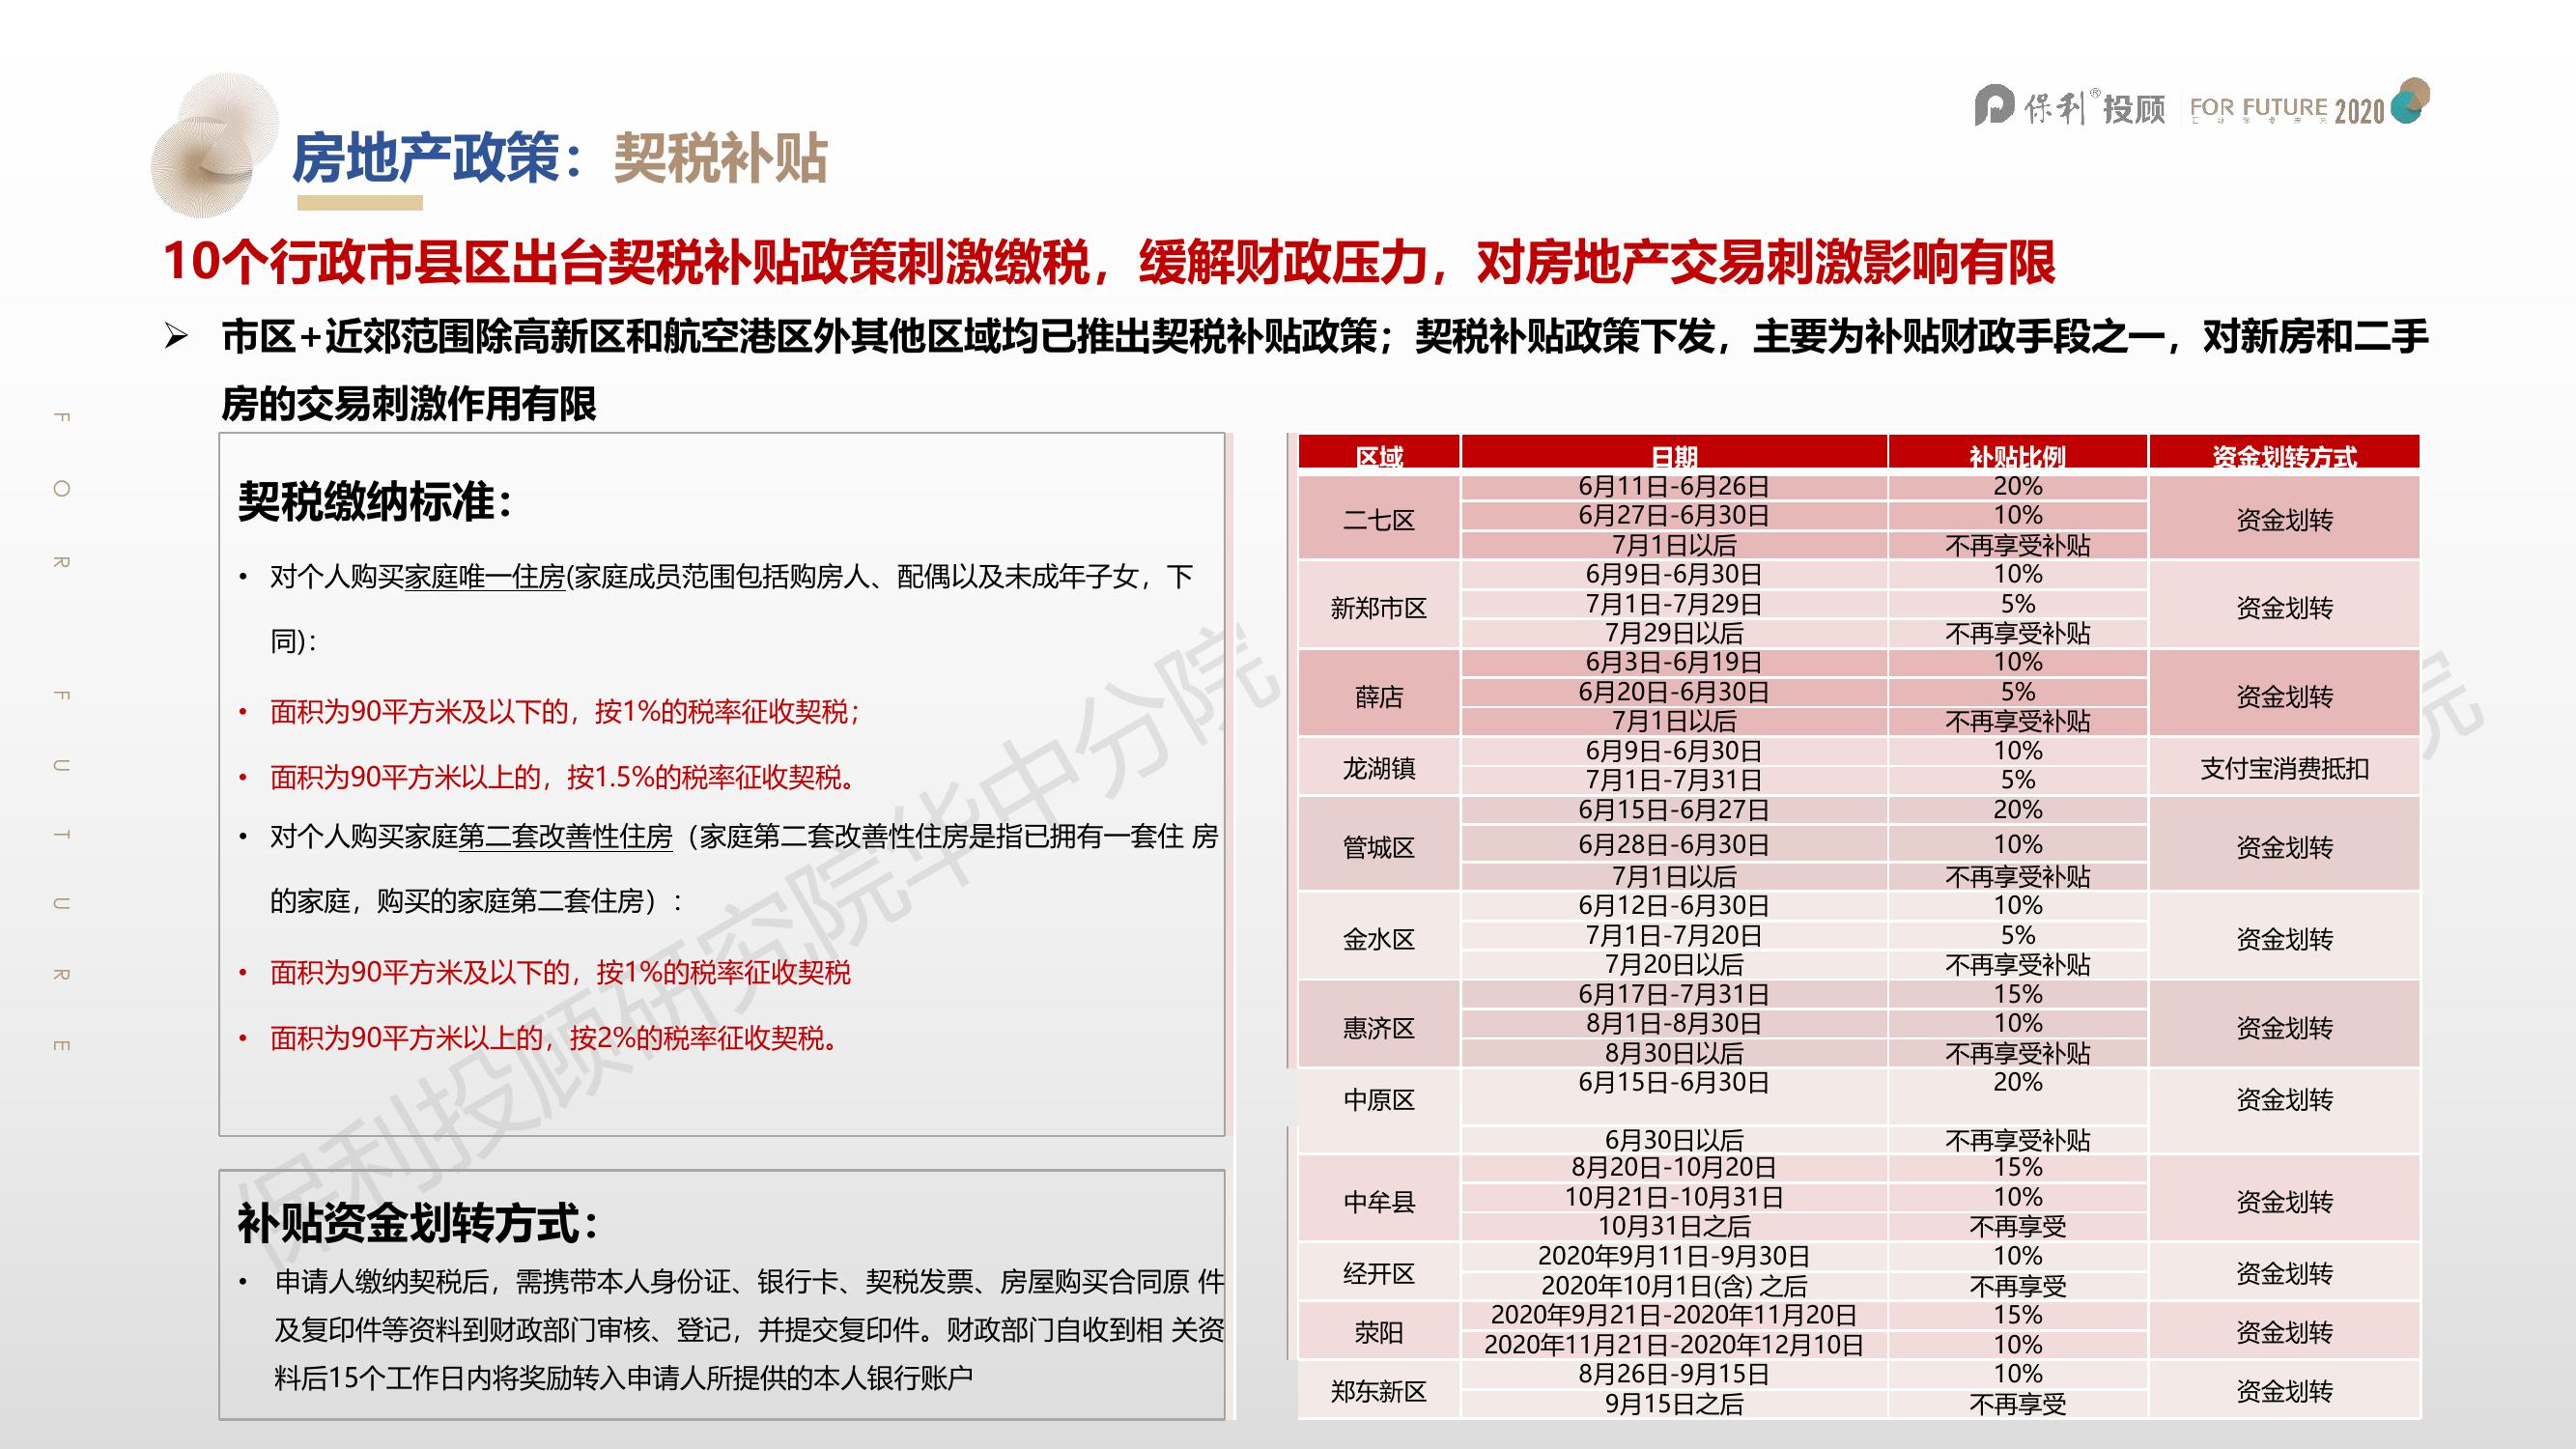 保利®投顾 FOR FUTURE 2020
房地产政策：契税补贴
10个行政市县区出台契税补贴政策刺激缴税，缓解财政压力，对房地产交易刺激影响有限
➢ 市区+近郊范围除高新区和航空港区外其他区域均已推出契税补贴政策；契税补贴政策下发，主要为补贴财政手段之一，对新房和二手
房的交易刺激作用有限
FOR FUTURE
契税缴纳标准：
• 对个人购买家庭唯一住房(家庭成员范围包括购房人、配偶以及未成年子女，下
同)：
• 面积为90平方米及以下的，按1%的税率征收契税；
• 面积为90平方米以上的，按1.5%的税率征收契税。
• 对个人购买家庭第二套改善性住房（家庭第二套改善性住房是指已拥有一套住 房
的家庭，购买的家庭第二套住房）：
• 面积为90平方米及以下的，按1%的税率征收契税
• 面积为90平方米以上的，按2%的税率征收契税。
补贴资金划转方式：
• 申请人缴纳契税后，需携带本人身份证、银行卡、契税发票、房屋购买合同原 件
及复印件等资料到财政部门审核、登记，并提交复印件。财政部门自收到相 关资
料后15个工作日内将奖励转入申请人所提供的本人银行账户
区域 日期 补贴比例 资金划转方式
二七区 6月11日-6月26日 20% 资金划转
6月27日-6月30日 10%
7月1日以后 不再享受补贴
新郑市区 6月9日-6月30日 10% 资金划转
7月1日-7月29日 5%
7月29日以后 不再享受补贴
薛店 6月3日-6月19日 10% 资金划转
6月20日-6月30日 5%
7月1日以后 不再享受补贴
龙湖镇 6月9日-6月30日 10% 支付宝消费抵扣
7月1日-7月31日 5%
管城区 6月15日-6月27日 20% 资金划转
6月28日-6月30日 10%
7月1日以后 不再享受补贴
金水区 6月12日-6月30日 10% 资金划转
7月1日-7月20日 5%
7月20日以后 不再享受补贴
惠济区 6月17日-7月31日 15% 资金划转
8月1日-8月30日 10%
8月30日以后 不再享受补贴
中原区 6月15日-6月30日 20% 资金划转
6月30日以后 不再享受补贴
中牟县 8月20日-10月20日 15% 资金划转
10月21日-10月31日 10%
10月31日之后 不再享受
经开区 2020年9月11日-9月30日 10% 资金划转
2020年10月1日(含) 之后 不再享受
荥阳 2020年9月21日-2020年11月20日 15% 资金划转
2020年11月21日-2020年12月10日 10%
郑东新区 8月26日-9月15日 10% 资金划转
9月15日之后 不再享受
保利投顾研究院华中分院
院